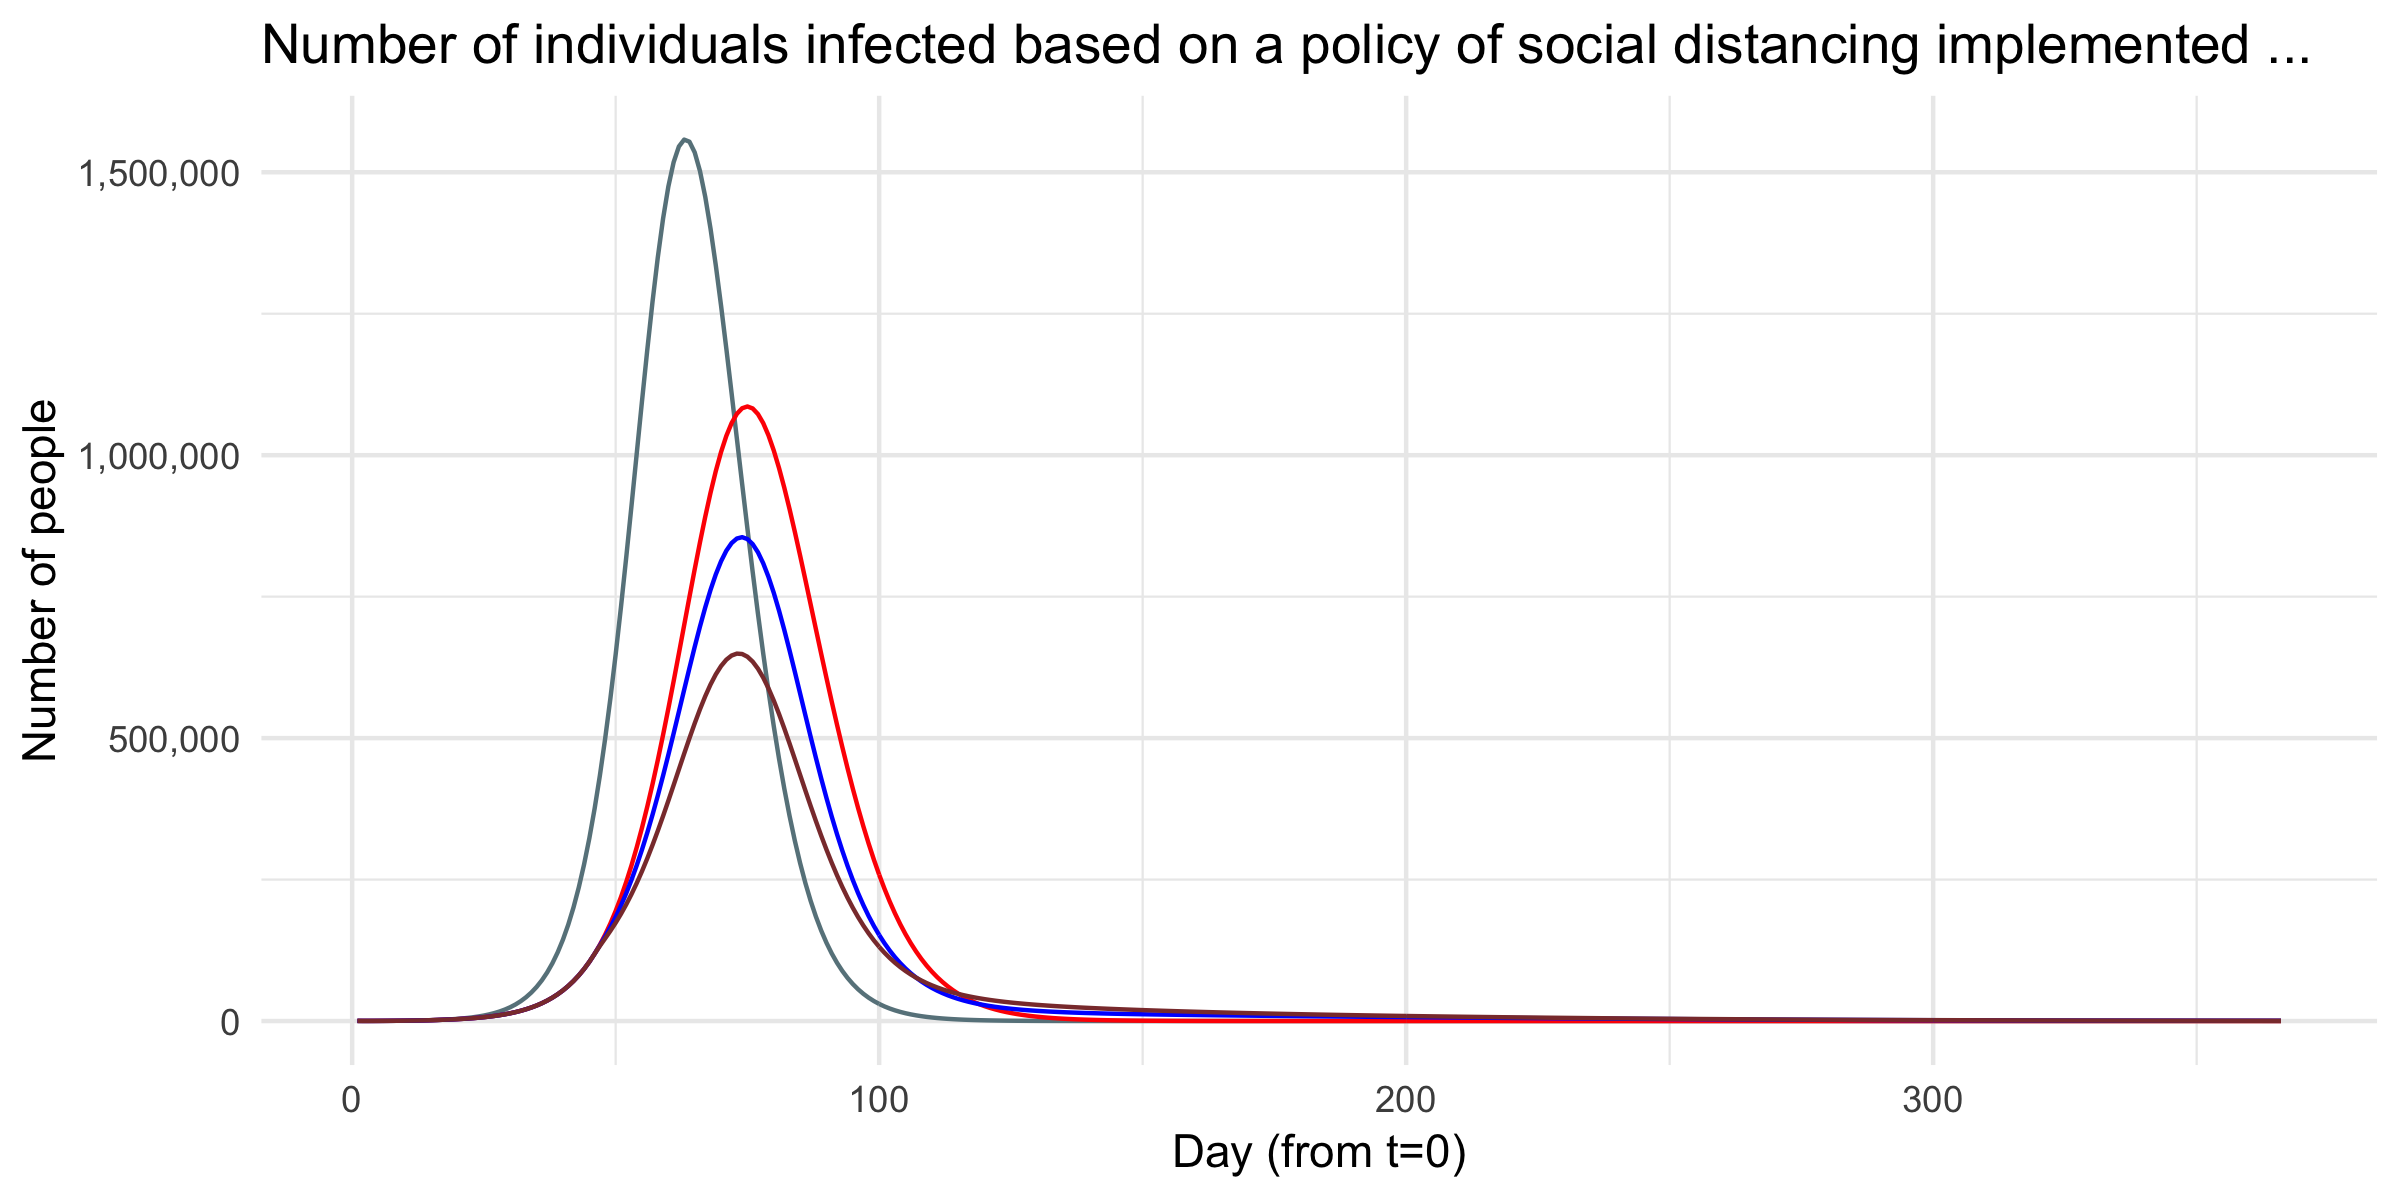 Number of individuals infected based on a policy of social distancing implemented ...
Number of people
1,500,000
1,000,000
500,000
0
0 100 200 300
Day (from t=0)